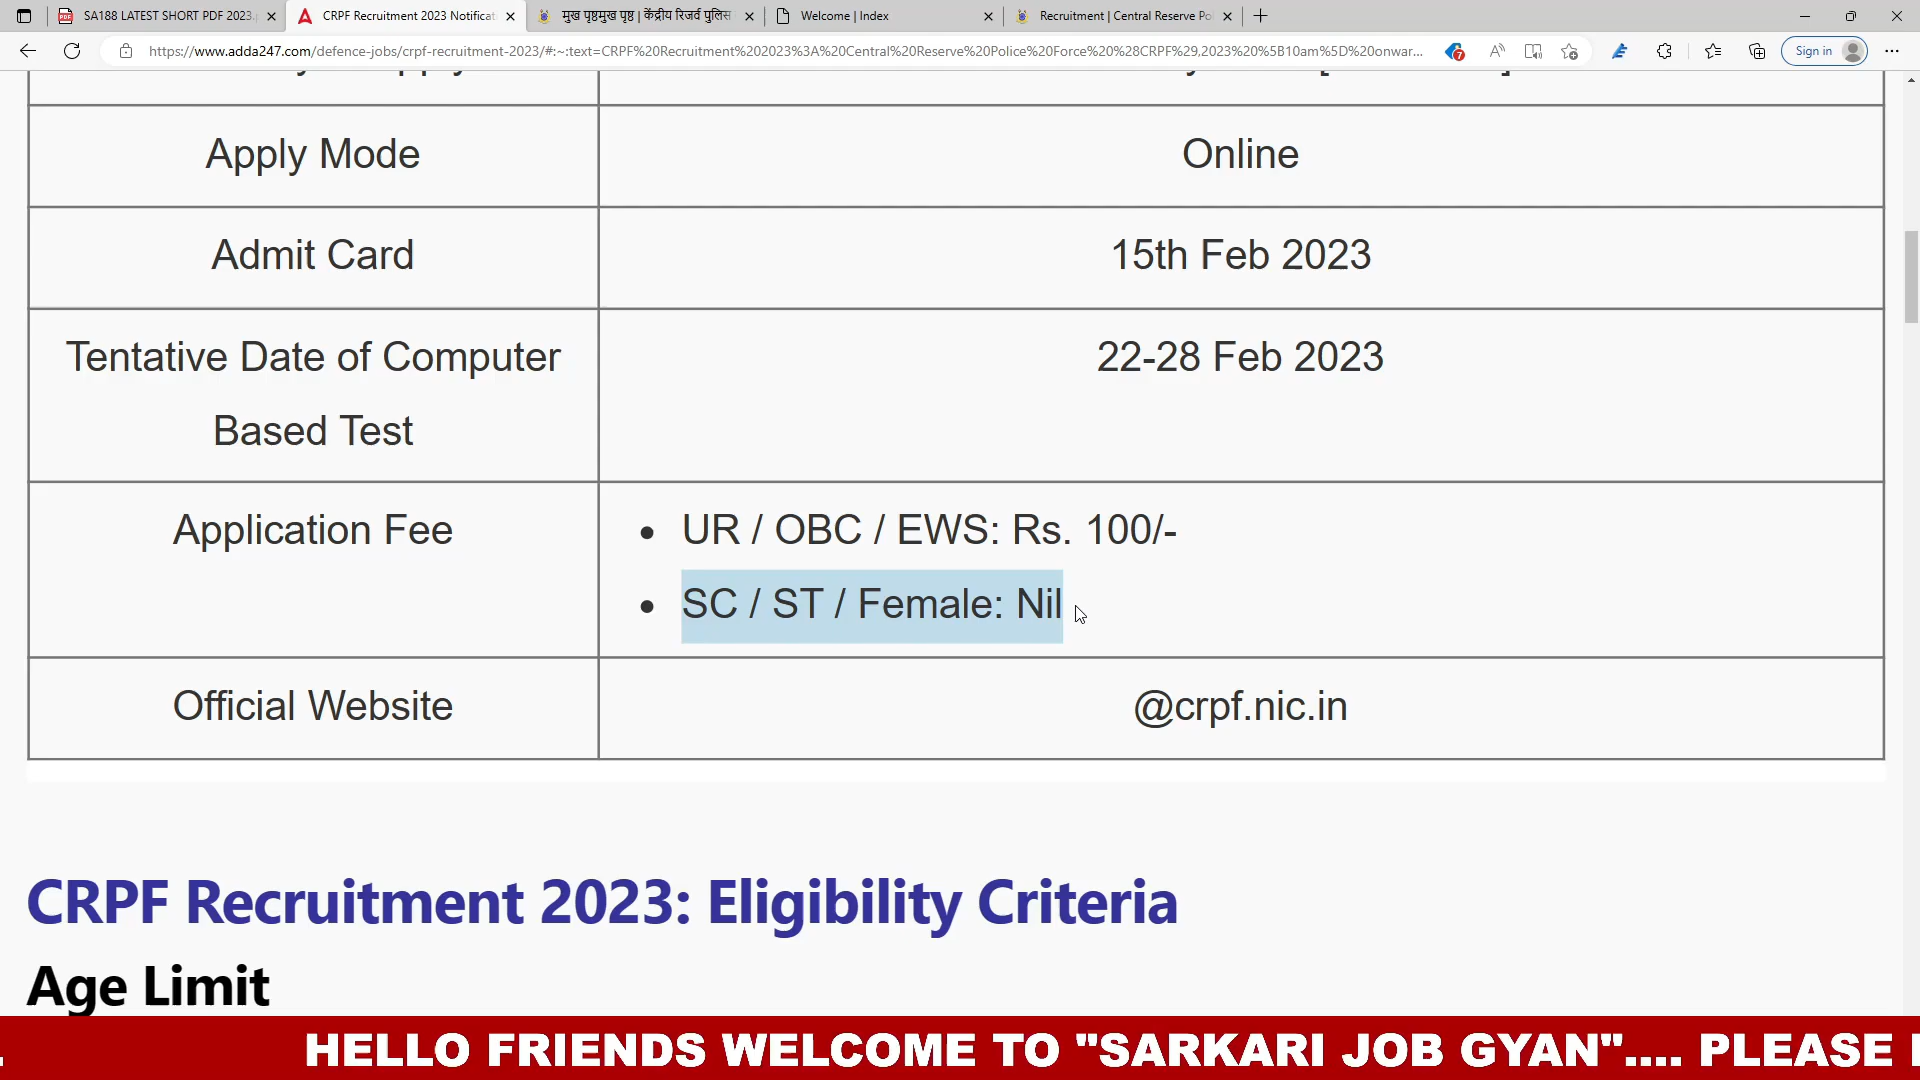 SA188 LATEST SHORT PDF 2023.
CRPF Recruitment 2023 Notificat
मुख पृष्ठमुख पृष्ठ | केंद्रीय रिजर्व पुलिस
Welcome | Index
Recruitment | Central Reserve Po
https://www.adda247.com/defence-jobs/crpf-recruitment-2023/#:~:text=CRPF%20Recruitment%202023%3A%20Central%20Reserve%20Police%20Force%20%28CRPF%29,2023%20%5B10am%5D%20onwar...
7
Sign in
Apply Mode
Online
Admit Card
15th Feb 2023
Tentative Date of Computer
Based Test
22-28 Feb 2023
Application Fee
• UR / OBC / EWS: Rs. 100/-
• SC / ST / Female: Nil
Official Website
@crpf.nic.in
CRPF Recruitment 2023: Eligibility Criteria
Age Limit
HELLO FRIENDS WELCOME TO "SARKARI JOB GYAN".... PLEASE